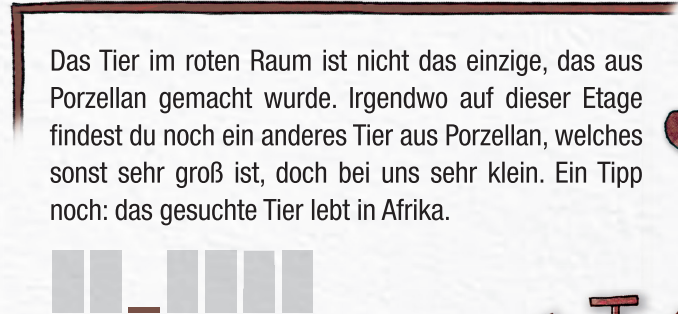 Das Tier im roten Raum ist nicht das einzige, das aus
Porzellan gemacht wurde. Irgendwo auf dieser Etage
findest du noch ein anderes Tier aus Porzellan, welches
sonst sehr groß ist, doch bei uns sehr klein. Ein Tipp
noch: das gesuchte Tier lebt in Afrika.